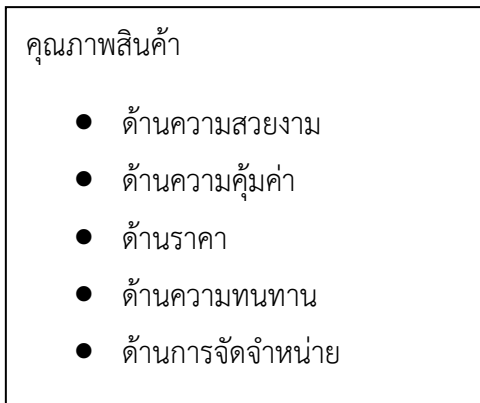 คุณภาพสินค้า
● ด้านความสวยงาม
● ด้านความคุ้มค่า
● ด้านราคา
● ด้านความทนทาน
● ด้านการจัดจำหน่าย